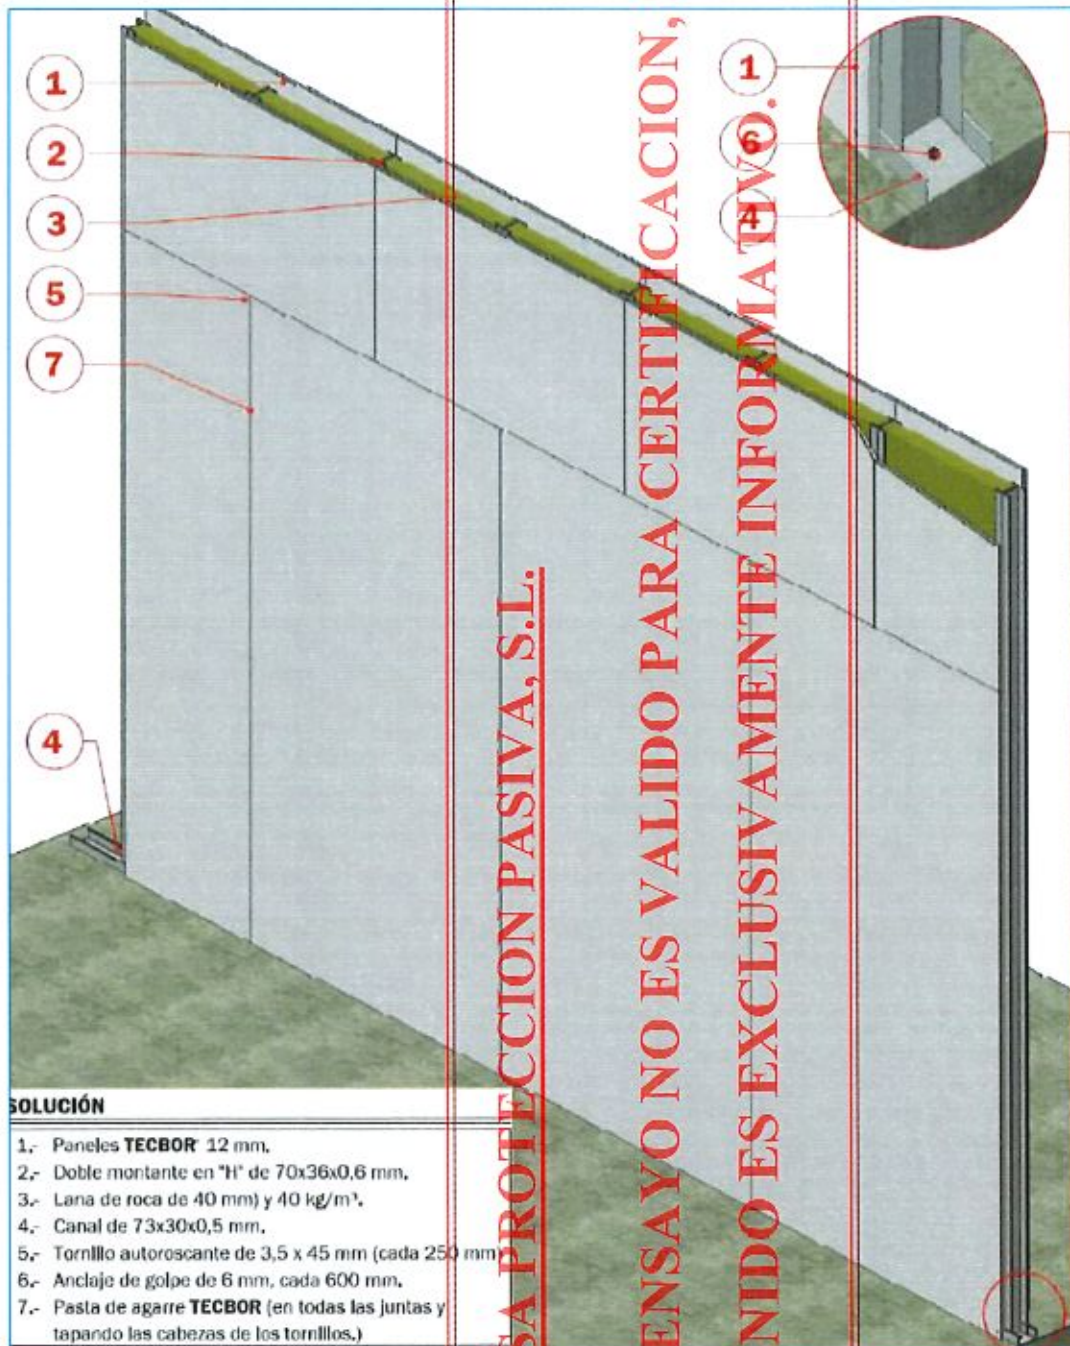 1
2
3
5
7
4
1
6
4
SOLUCIÓN
1,- Paneles TECBOR 12 mm,
2,- Doble montante en "H" de 70x36x0,6 mm,
3,- Lana de roca de 40 mm) y 40 kg/m³.
4,- Canal de 73x30x0,5 mm,
5,- Tornillo autoroscante de 3,5 x 45 mm (cada 250 mm)
6,- Anclaje de golpe de 6 mm, cada 600 mm,
7,- Pasta de agarre TECBOR (en todas las juntas y
tapando las cabezas de los tornillos.)
SA PROTECCION PASIVA, S.L.
ENSAYO NO ES VALIDO PARA CERTIFICACION,
NIDO ES EXCLUSIVAMENTE INFORMATIVO.